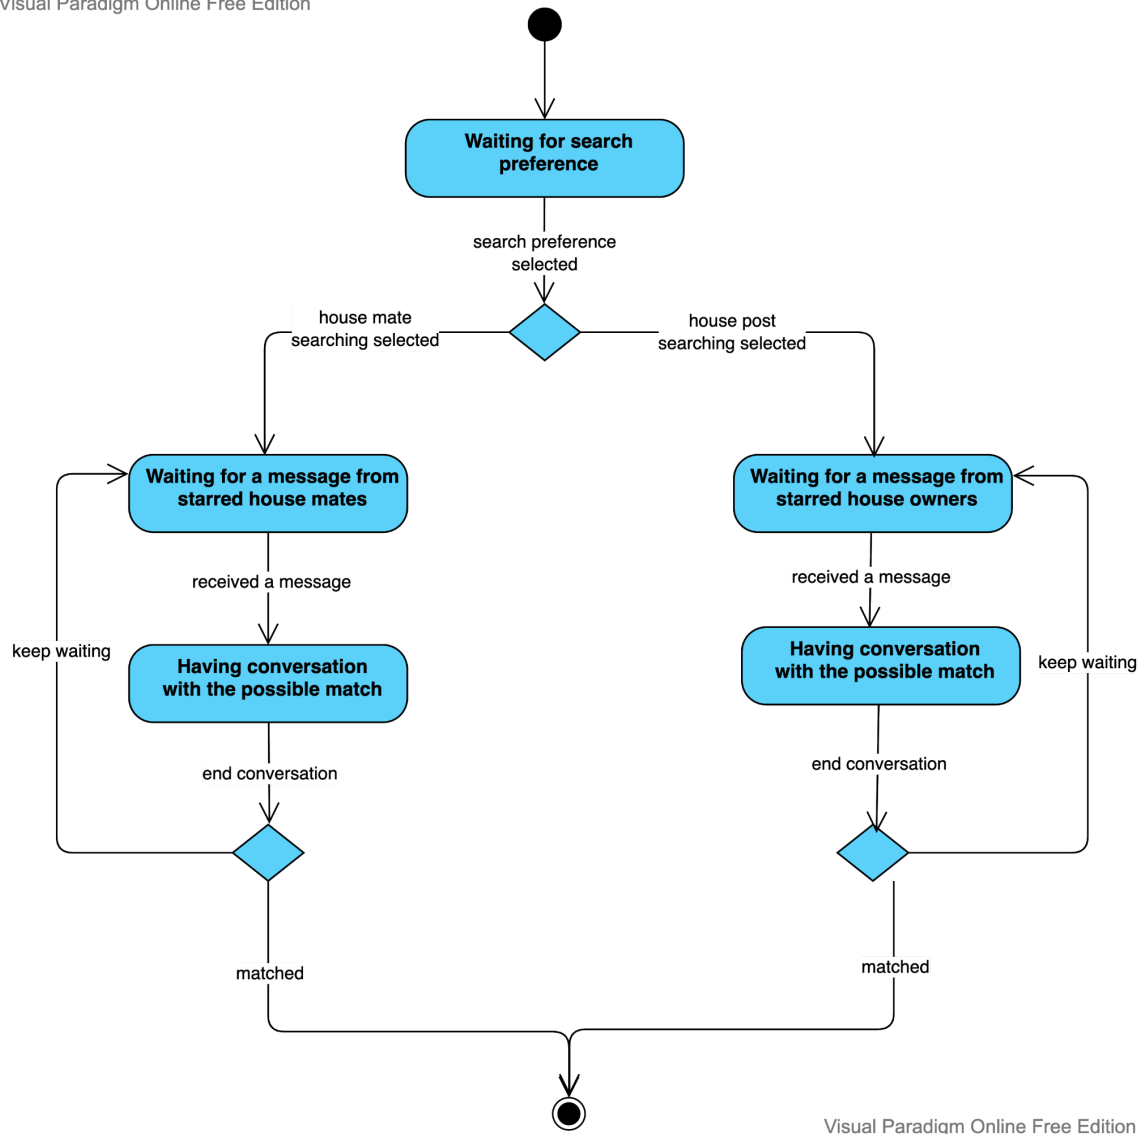 Visual Paradigm Online Free Edition
Waiting for search
preference
search preference
selected
house mate
searching selected
house post
searching selected
Waiting for a message from
starred house mates
Waiting for a message from
starred house owners
received a message
received a message
keep waiting
Having conversation
with the possible match
Having conversation
with the possible match
keep waiting
end conversation
end conversation
matched
matched
Visual Paradigm Online Free Edition